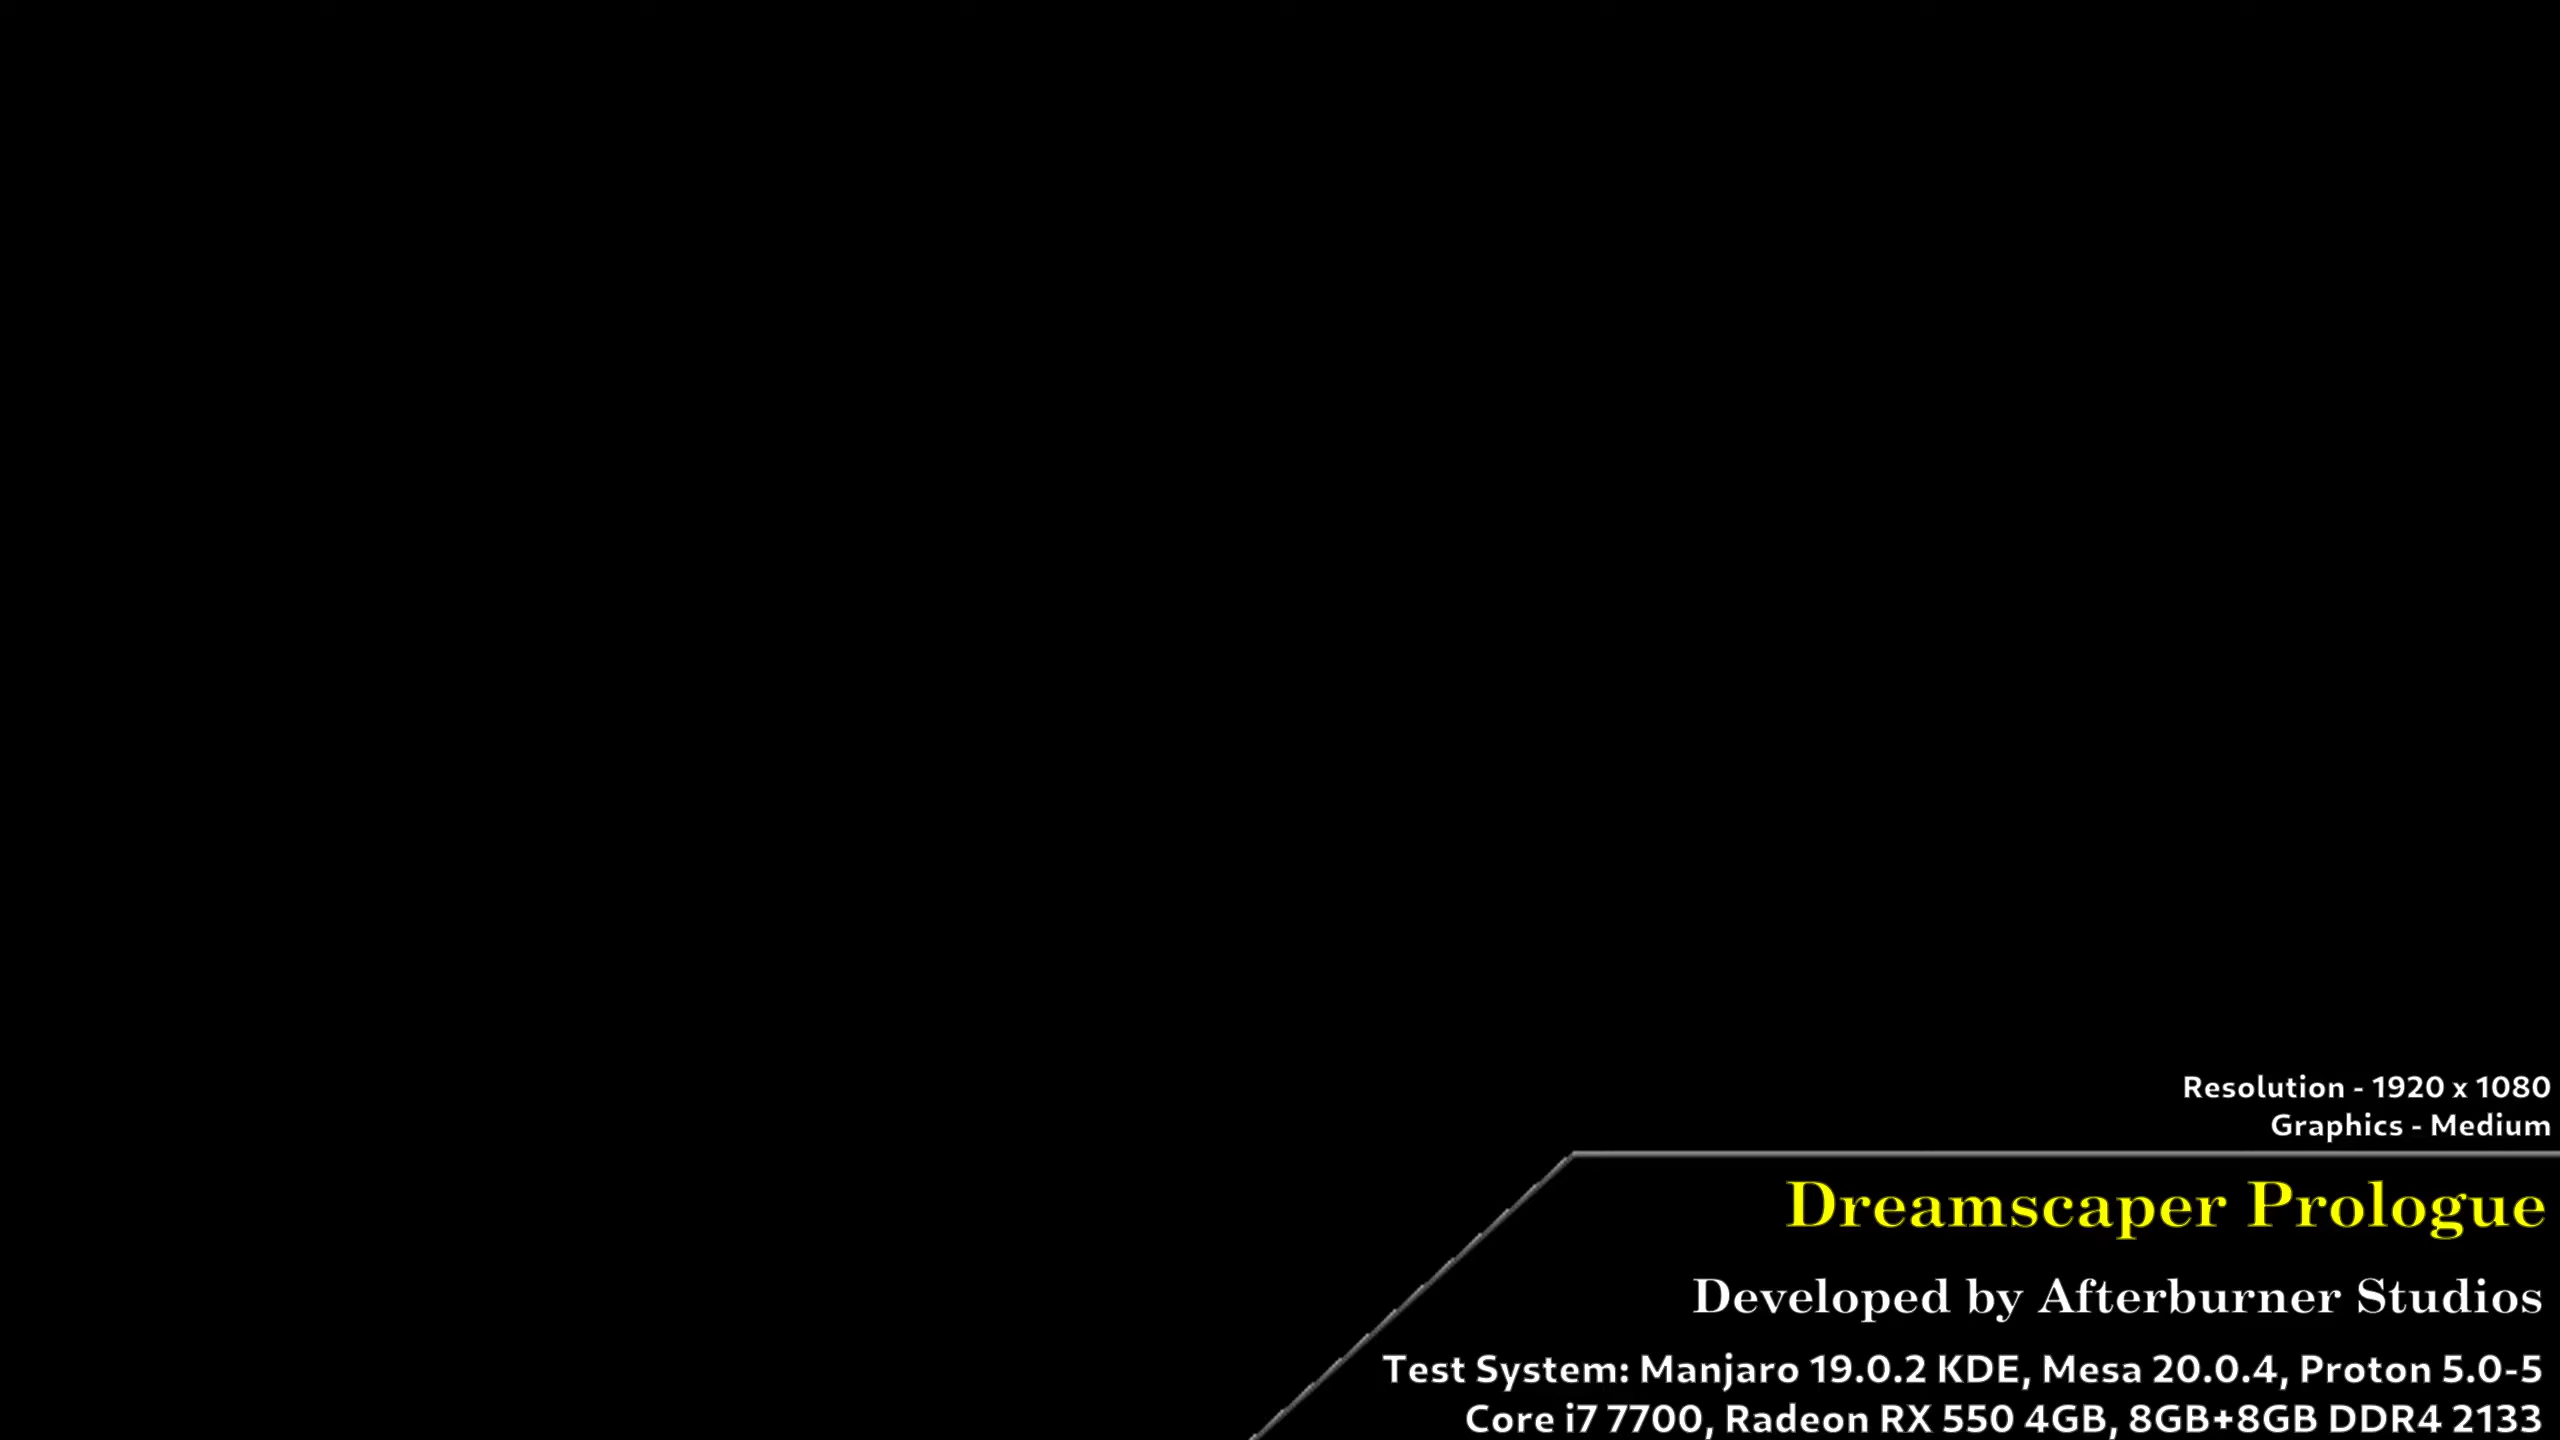 Resolution - 1920 x 1080
Graphics - Medium
Dreamscaper Prologue
Developed by Afterburner Studios
Test System: Manjaro 19.0.2 KDE, Mesa 20.0.4, Proton 5.0-5
Core i7 7700, Radeon RX 550 4GB, 8GB+8GB DDR4 2133